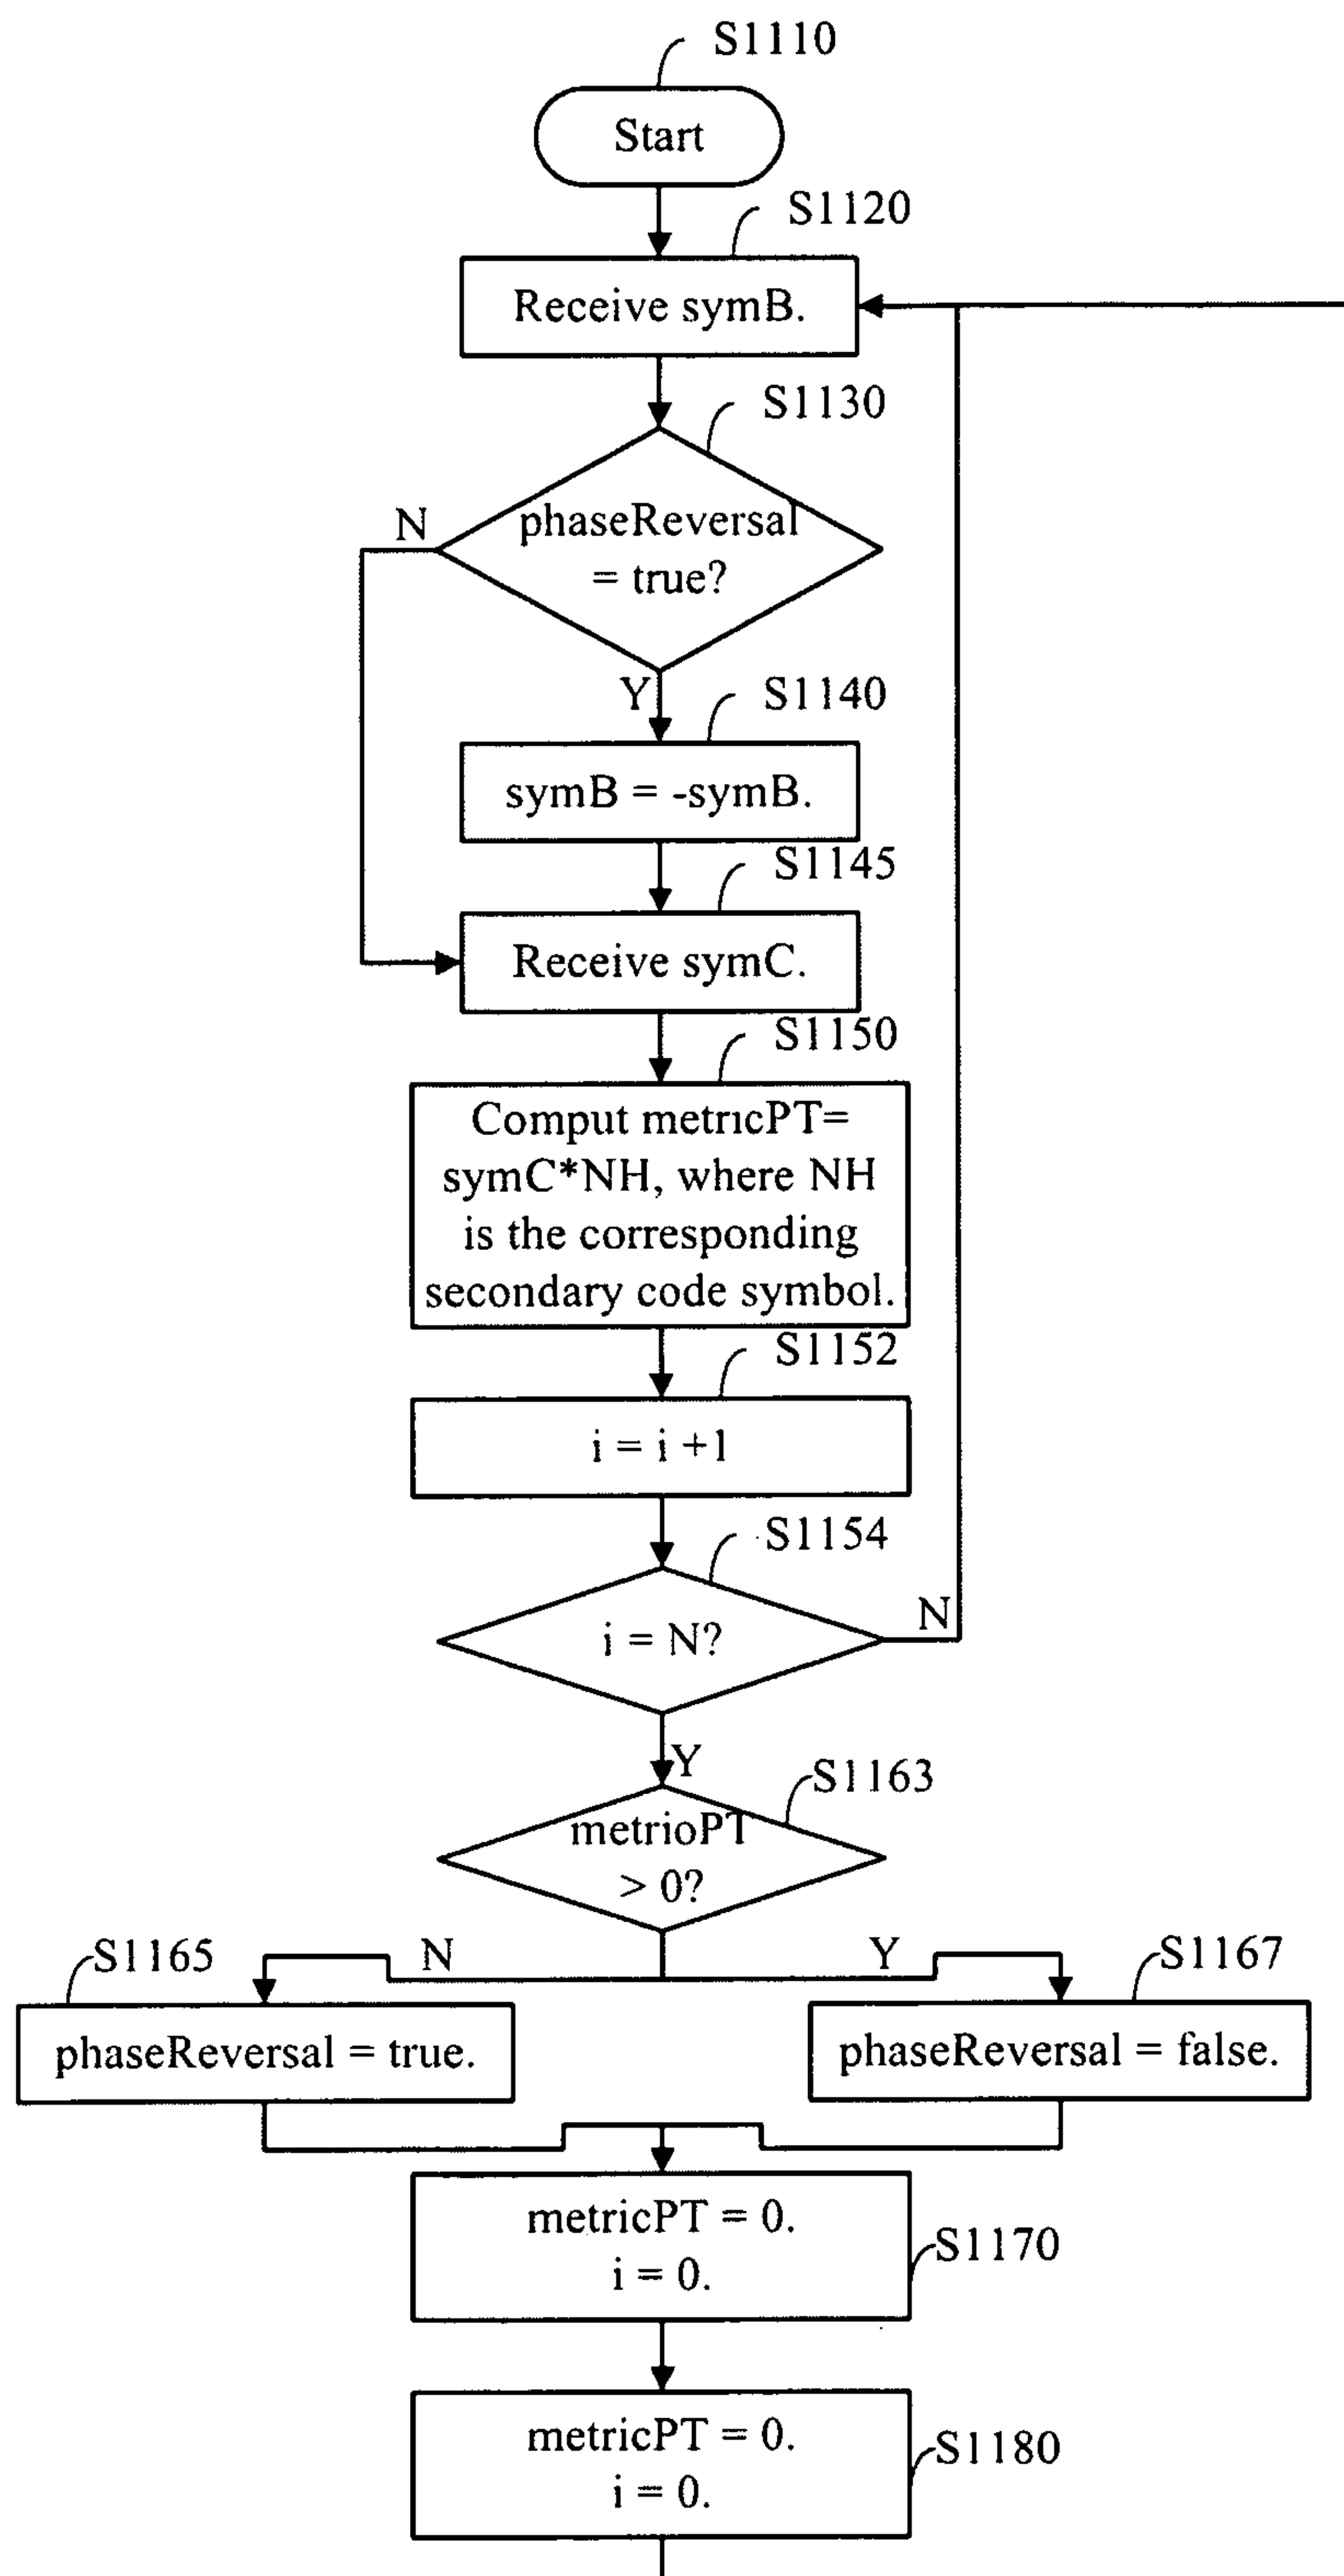 S1110
Start
S1120
Receive symB.
S1130
phaseReversal
= true?
N
Y
S1140
symB = -symB.
S1145
Receive symC.
S1150
Comput metricPT=
symC*NH, where NH
is the corresponding
secondary code symbol.
S1152
i = i +1
S1154
i = N?
N
Y
S1163
metrioPT
> 0?
S1165
N
Y
S1167
phaseReversal = true.
phaseReversal = false.
metricPT = 0.
i = 0.
S1170
metricPT = 0.
i = 0.
S1180